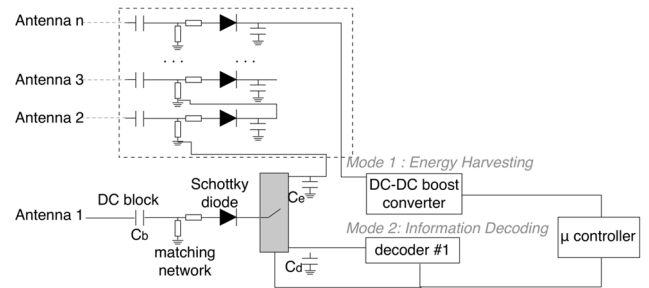 Antenna n
. . .
. . .
Antenna 3
Antenna 2
Mode 1 : Energy Harvesting
Schottky
diode
DC-DC boost
converter
DC block
Ce
Antenna 1
Mode 2: Information Decoding
Cb
decoder #1
μ controller
matching
network
Cd